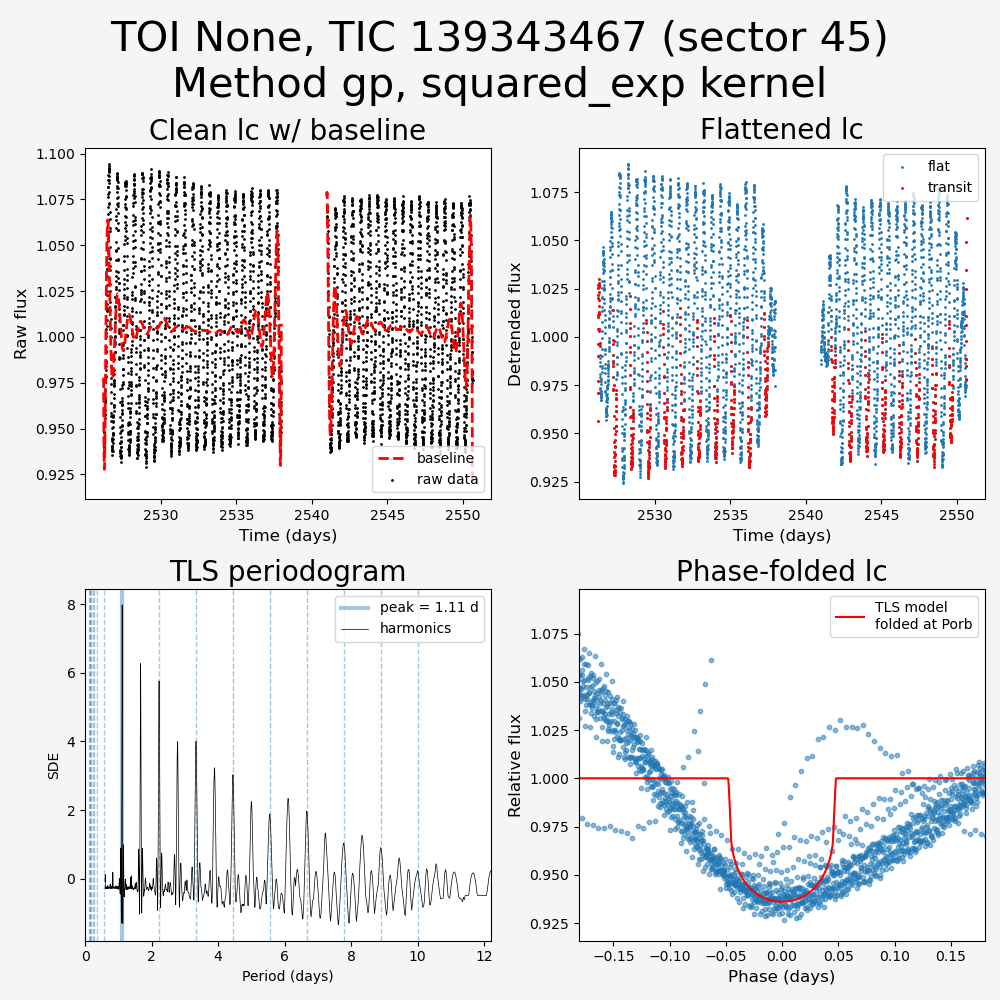 TOI None, TIC 139343467 (sector 45)
Method gp, squared_exp kernel
Clean lc w/ baseline
Raw flux
1.100
1.075
1.050
1.025
1.000
0.975
0.950
0.925
baseline
raw data
2530
2535
2540
2545
2550
Time (days)
Flattened lc
Detrended flux
1.075
1.050
1.025
1.000
0.975
0.950
0.925
flat
transit
2530
2535
2540
2545
2550
Time (days)
TLS periodogram
SDE
8
6
4
2
0
peak = 1.11 d
harmonics
0
2
4
6
8
10
12
Period (days)
Phase-folded lc
Relative flux
1.075
1.050
1.025
1.000
0.975
0.950
0.925
TLS model
folded at Porb
−0.15
−0.10
−0.05
0.00
0.05
0.10
0.15
Phase (days)